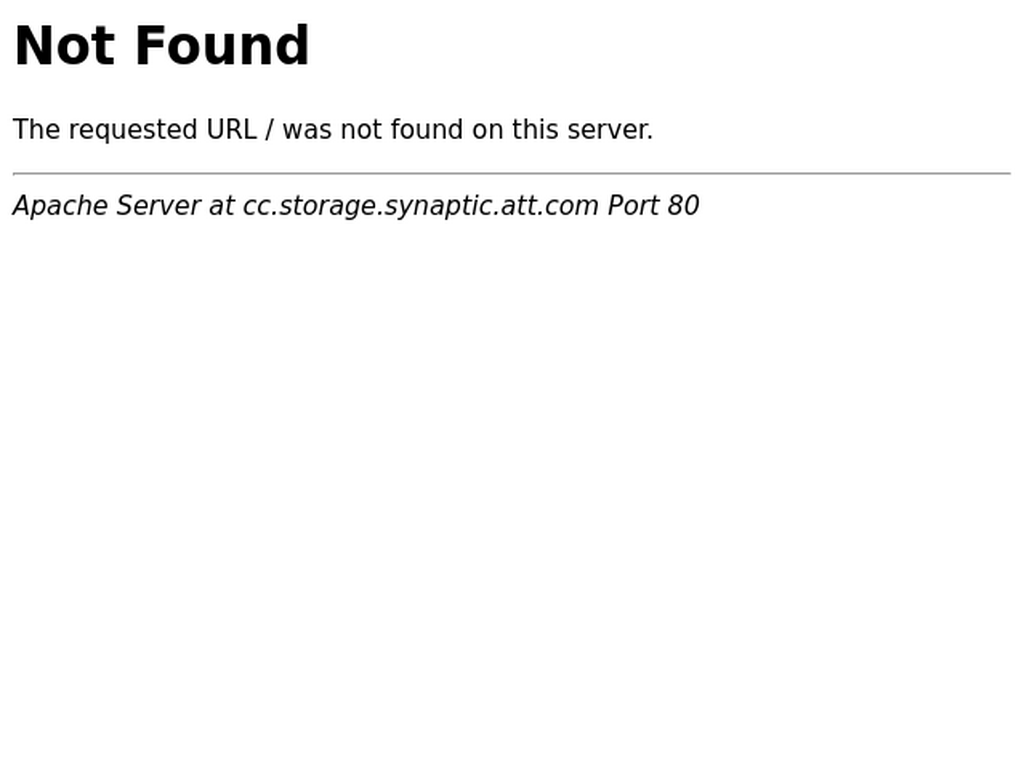 Not Found
The requested URL / was not found on this server.
Apache Server at cc.storage.synaptic.att.com Port 80